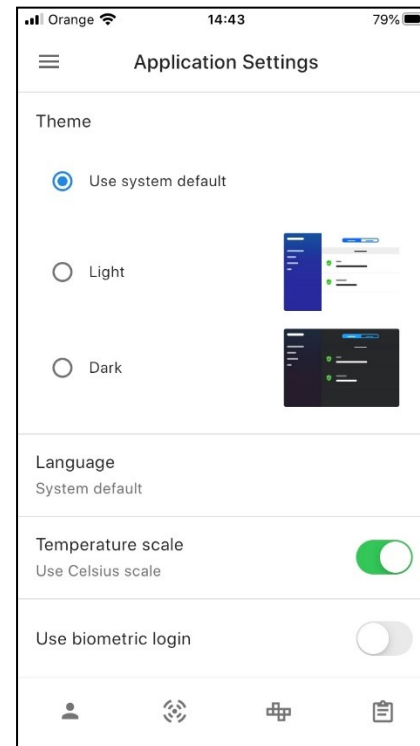 Orange 14:43 79%
Application Settings
Theme
Use system default
Light
Dark
Language
System default
Temperature scale
Use Celsius scale
Use biometric login